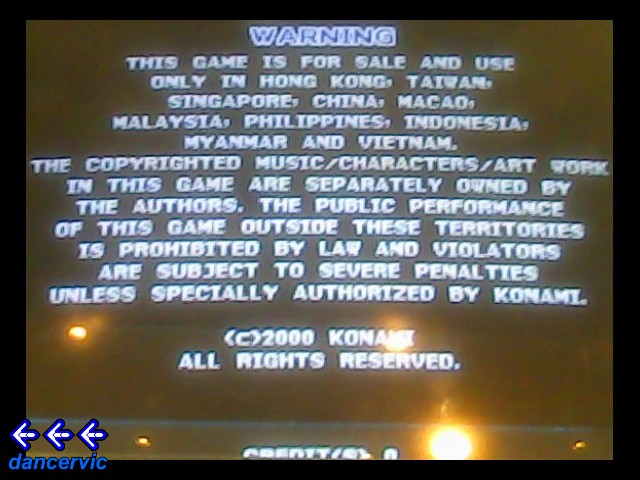 WARNING
THIS GAME IS FOR SALE AND USE
ONLY IN HONG KONG, TAIWAN,
SINGAPORE, CHINA, MACAO,
MALAYSIA, PHILIPPINES, INDONESIA,
MYANMAR AND VIETNAM.
THE COPYRIGHTED MUSIC/CHARACTERS/ART WORK
IN THIS GAME ARE SEPARATELY OWNED BY
THE AUTHORS. THE PUBLIC PERFORMANCE
OF THIS GAME OUTSIDE THESE TERRITORIES
IS PROHIBITED BY LAW AND VIOLATORS
ARE SUBJECT TO SEVERE PENALTIES
UNLESS SPECIALLY AUTHORIZED BY KONAMI.
(C)2000 KONAMI
ALL RIGHTS RESERVED.
CREDIT(S): 0
dancervic